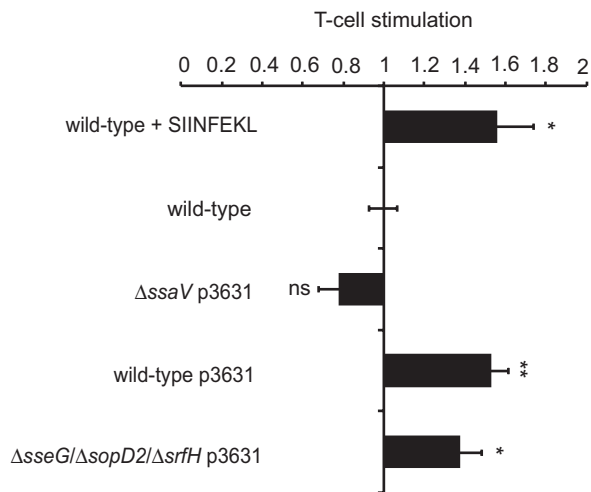 T-cell stimulation
0 0.2 0.4 0.6 0.8 1 1.2 1.4 1.6 1.8 2
wild-type + SIINFEKL *
wild-type
ΔssaV p3631 ns
wild-type p3631 **
ΔsseG/ΔsopD2/ΔsrfH p3631 *